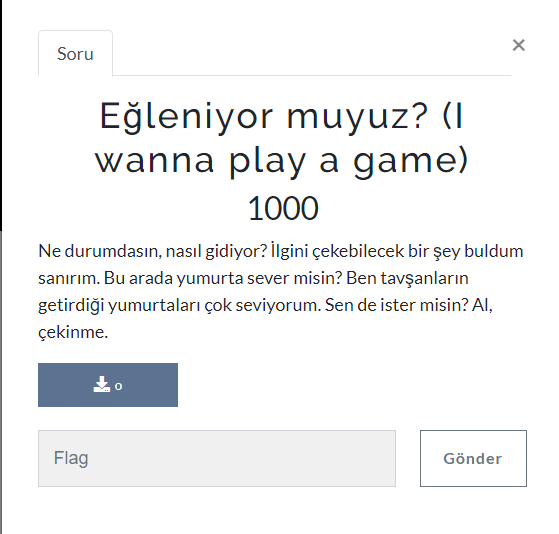 Soru
×
Eğleniyor muyuz? (I
wanna play a game)
1000
Ne durumdasın, nasıl gidiyor? İlgini çekebilecek bir şey buldum
sanırım. Bu arada yumurta sever misin? Ben tavşanların
getirdiği yumurtaları çok seviyorum. Sen de ister misin? Al,
çekinme.
o
Flag
Gönder